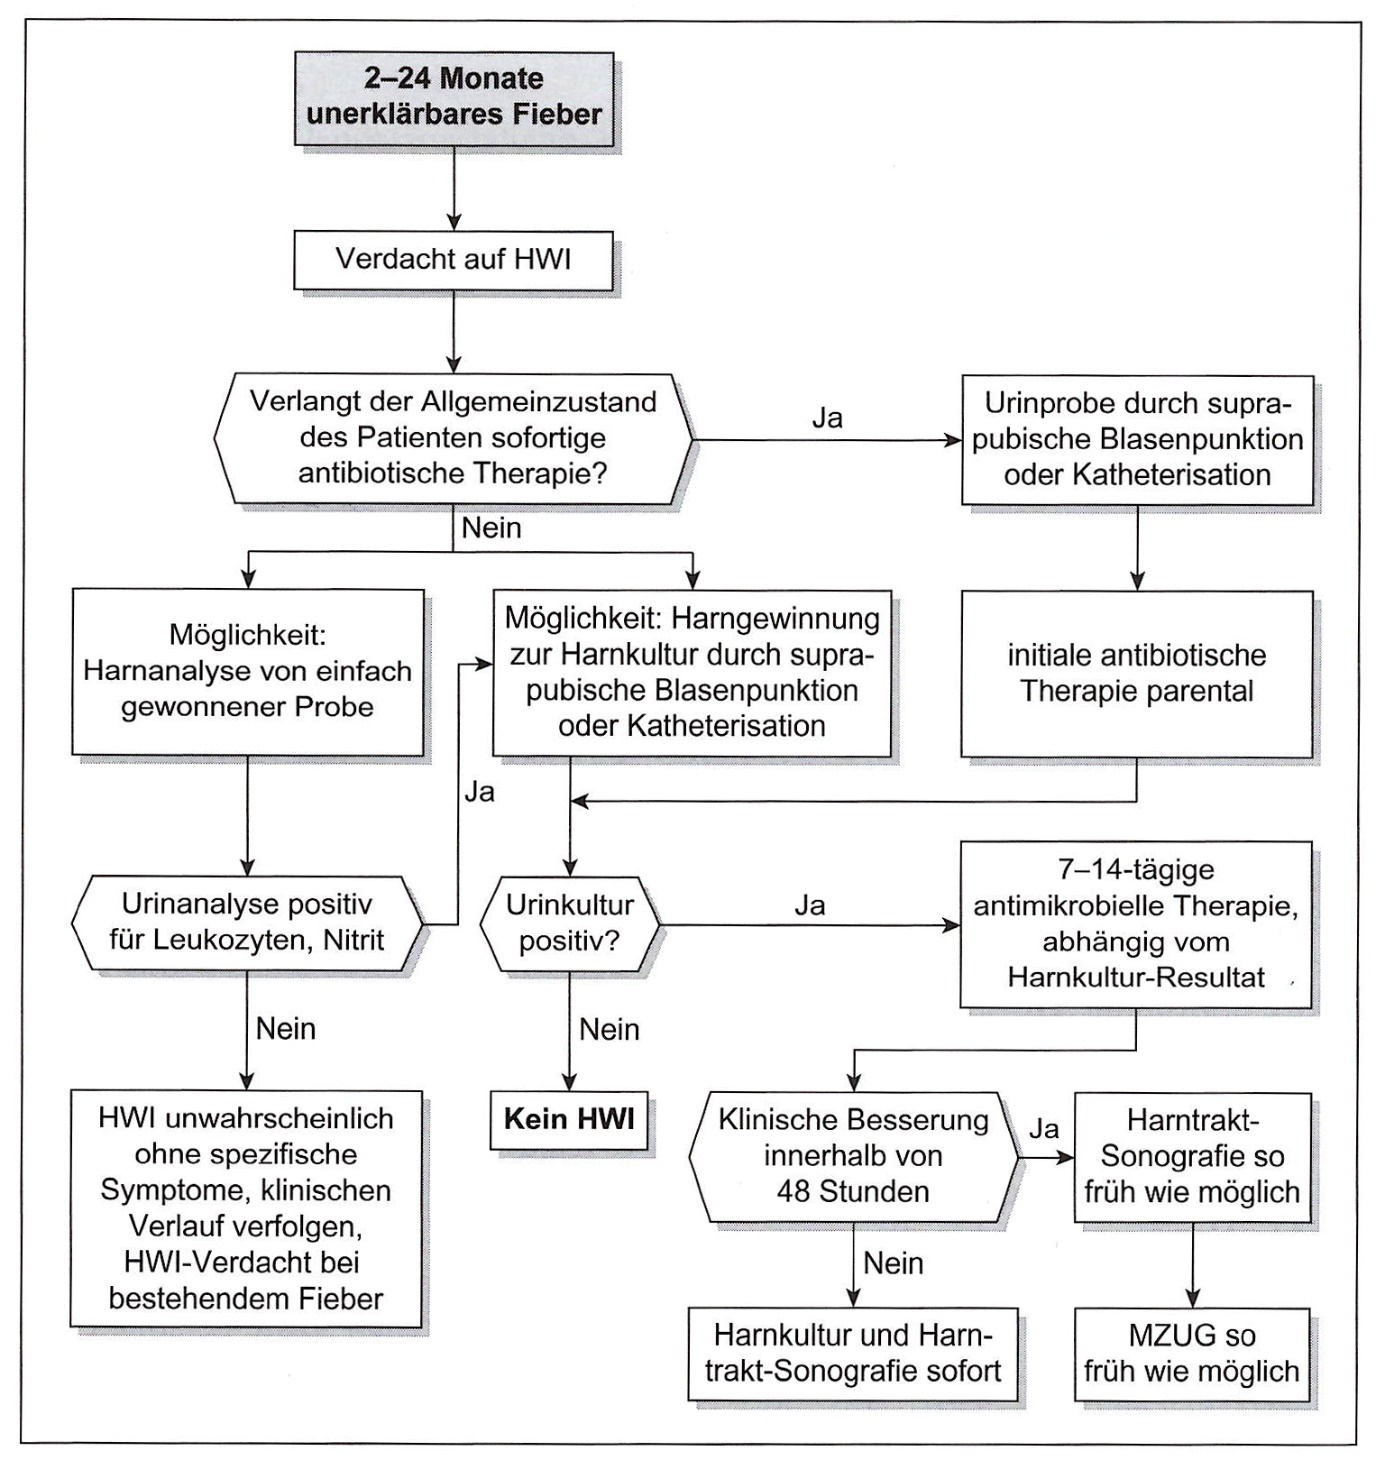 2–24 Monate
unerklärbares Fieber
Verdacht auf HWI
Verlangt der Allgemeinzustand
des Patienten sofortige
antibiotische Therapie?
Ja
Urinprobe durch supra-
pubische Blasenpunktion
oder Katheterisation
Nein
Möglichkeit:
Harnanalyse von einfach
gewonnener Probe
Möglichkeit: Harngewinnung
zur Harnkultur durch supra-
pubische Blasenpunktion
oder Katheterisation
initiale antibiotische
Therapie parental
Ja
Urinanalyse positiv
für Leukozyten, Nitrit
Urinkultur
positiv?
Ja
7–14-tägige
antimikrobielle Therapie,
abhängig vom
Harnkultur-Resultat
Nein
Nein
HWI unwahrscheinlich
ohne spezifische
Symptome, klinischen
Verlauf verfolgen,
HWI-Verdacht bei
bestehendem Fieber
Kein HWI
Klinische Besserung
innerhalb von
48 Stunden
Ja
Harntrakt-
Sonografie so
früh wie möglich
Nein
Harnkultur und Harn-
trakt-Sonografie sofort
MZUG so
früh wie möglich